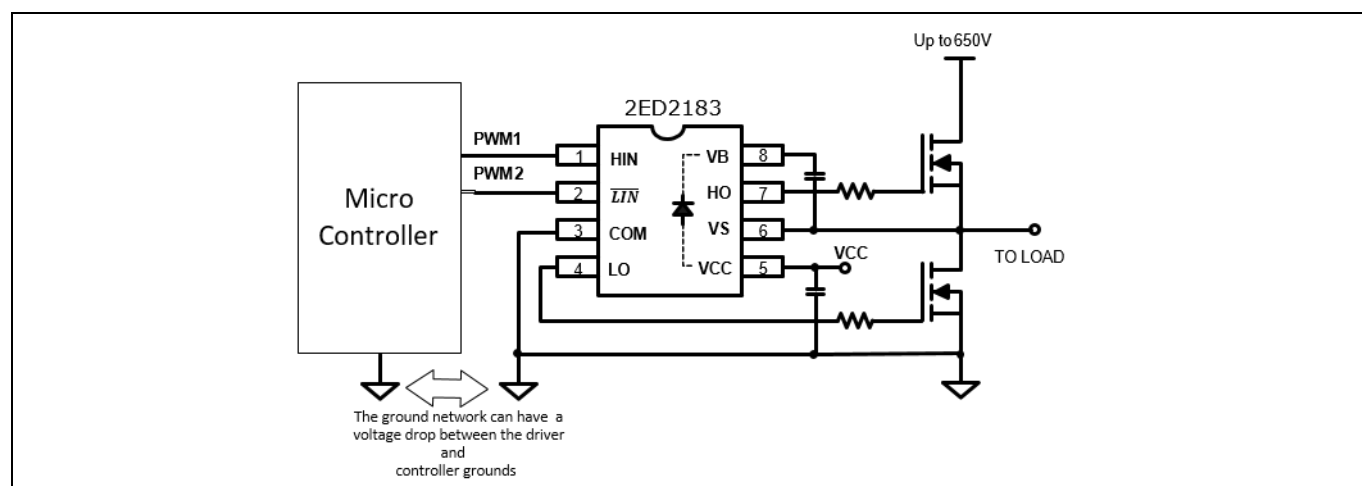 Up to 650V
2ED2183
PWM1
1 HIN VB 8
PWM2
2 LIN HO 7
Micro
Controller
3 COM VS 6
TO LOAD
4 LO VCC 5
VCC
The ground network can have a
voltage drop between the driver
and
controller grounds